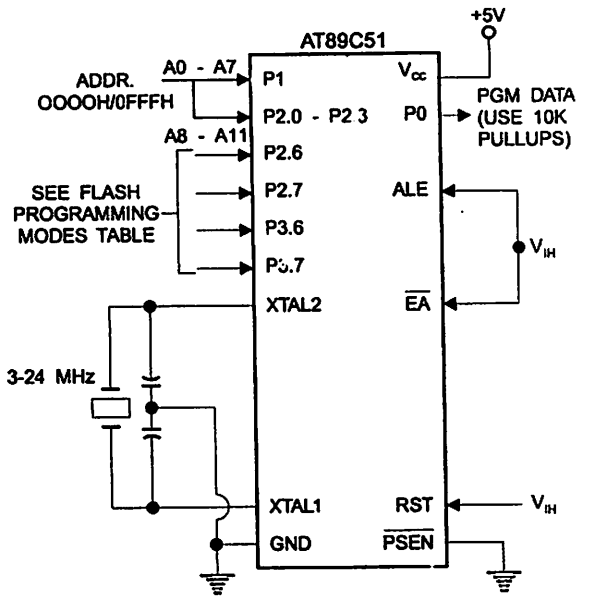 +5V
AT89C51
A0 - A7
ADDR.
OOOOH/0FFFH
P1
VCC
P2.0 - P2 3
P0
PGM DATA
(USE 10K
PULLUPS)
A8 - A11
P2.6
SEE FLASH
PROGRAMMING
MODES TABLE
P2.7
ALE
P3.6
VIH
P3.7
XTAL2
EA
3-24 MHz
XTAL1
RST
VIH
GND
PSEN